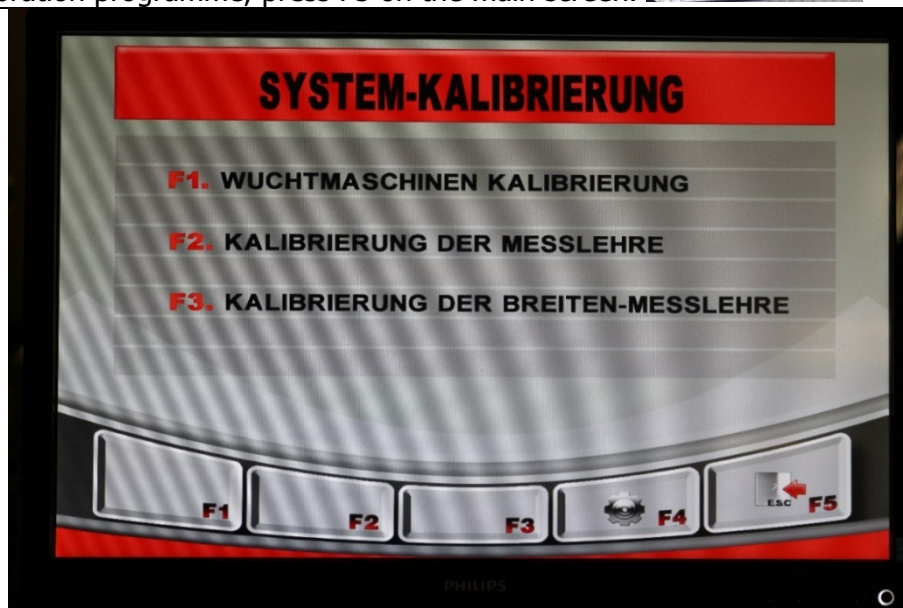 programme, press F3 on the main screen.
SYSTEM-KALIBRIERUNG
F1. WUCHTMASCHINEN KALIBRIERUNG
F2. KALIBRIERUNG DER MESSLEHRE
F3. KALIBRIERUNG DER BREITEN-MESSLEHRE
F1
F2
F3
F4
ESC F5
PHILIPS